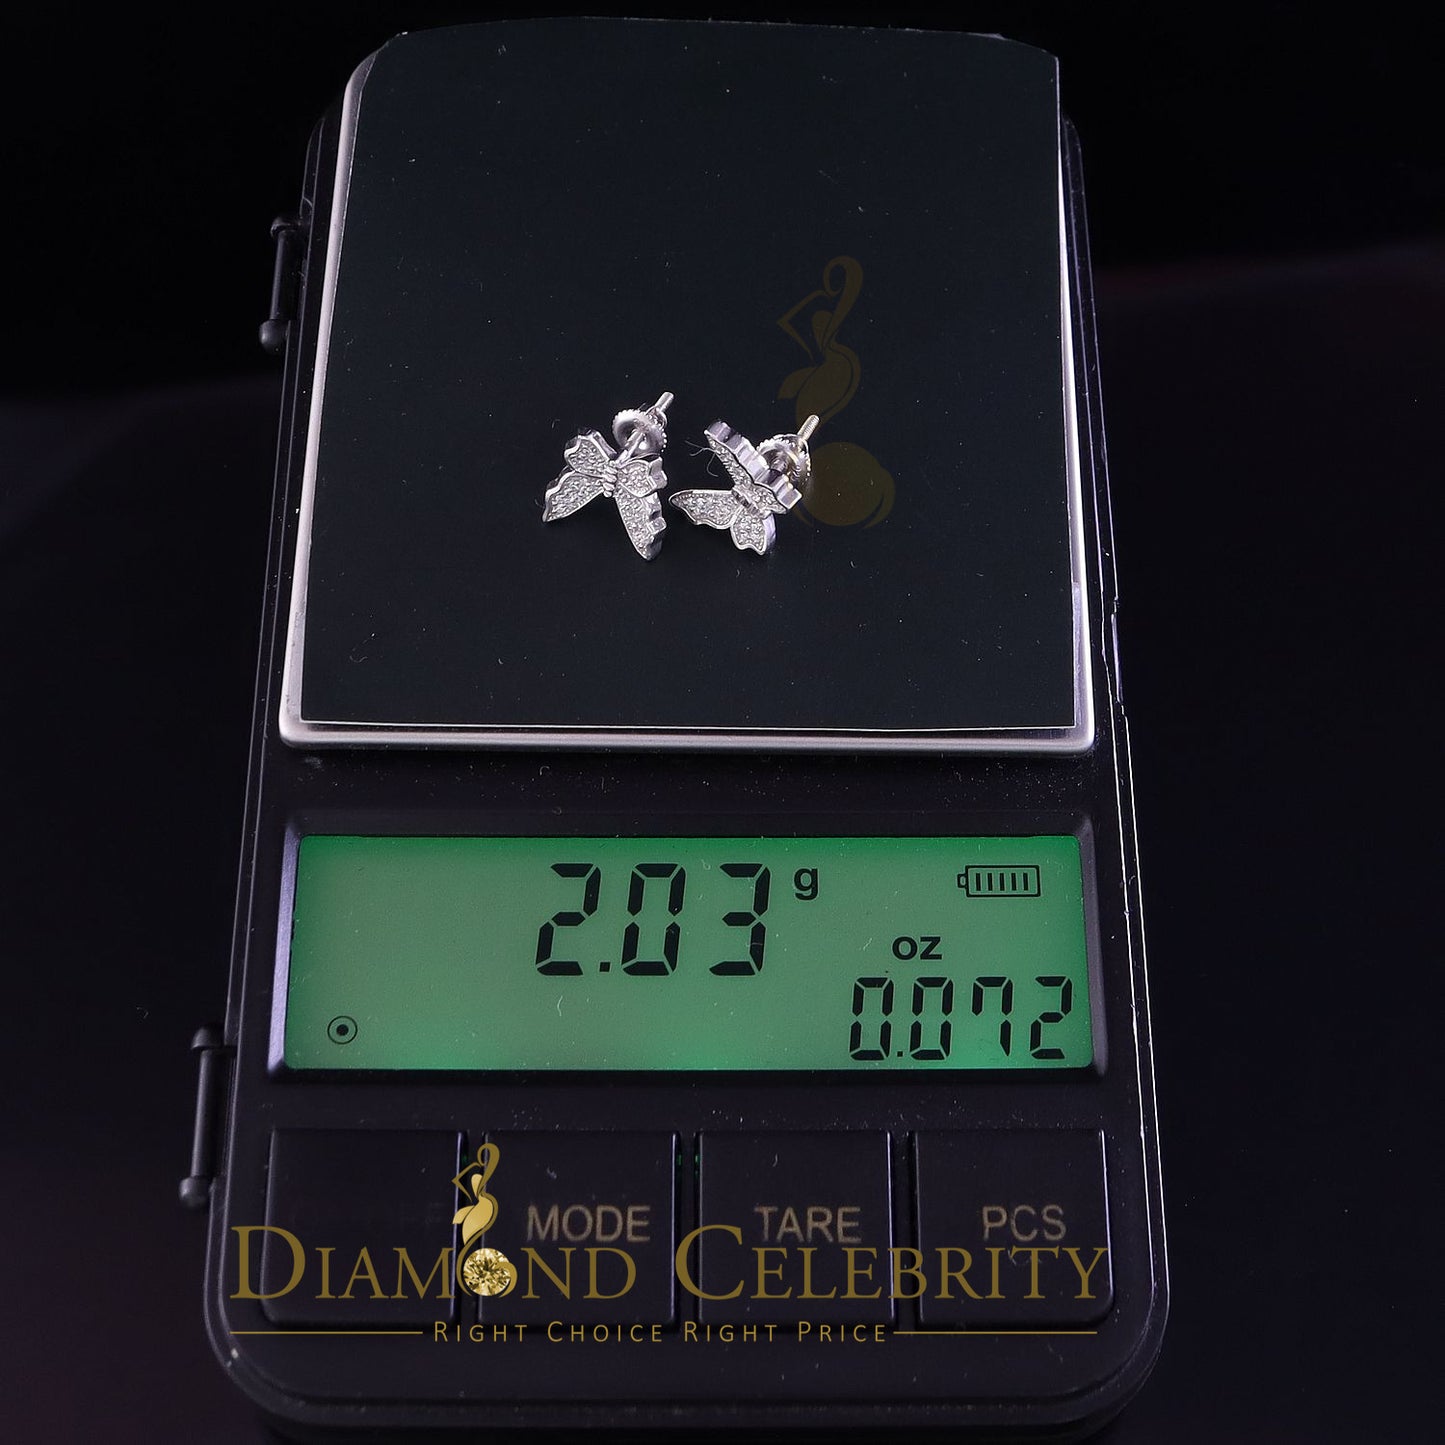 2.03 g
oz
0.072
MODE TARE PCS
DIAMOND CELEBRITY
RIGHT CHOICE RIGHT PRICE